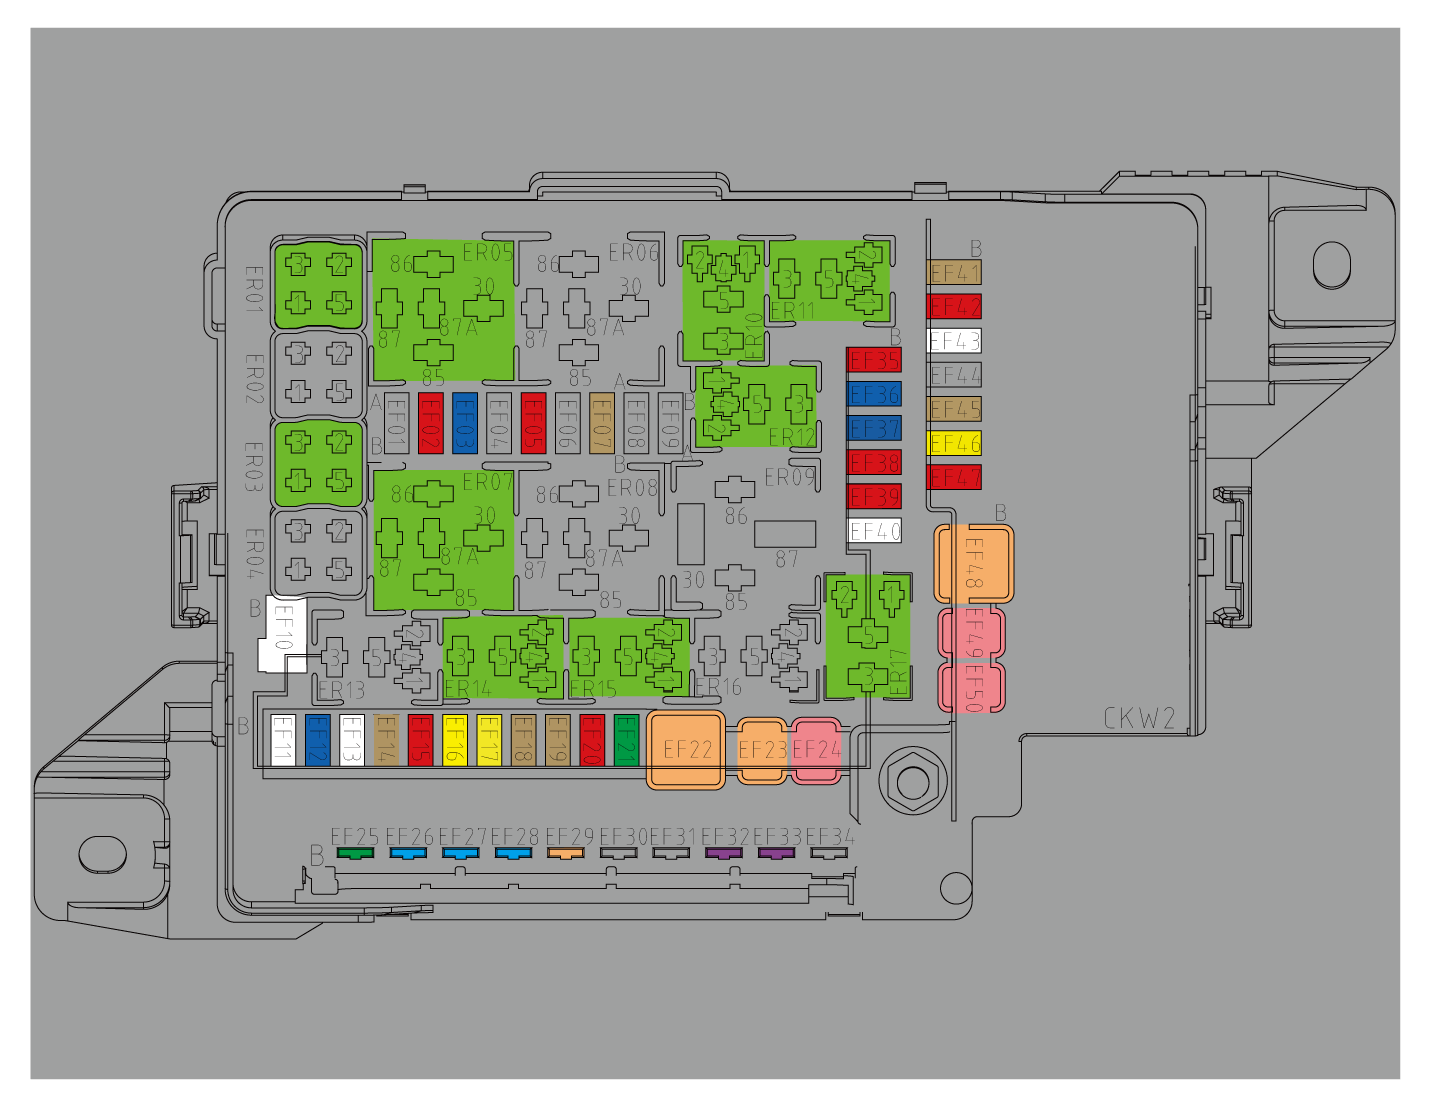 ER01
3 2
1 5
ER02
3 2
1 5
ER03
3 2
1 5
ER04
3 2
1 5
ER05
86
30
87
87A
85
ER06
86
30
87
87A
85
ER10
2 4 1
5
3
ER11
3 5 2 4 1
B
EF41
EF42
EF43
EF44
EF45
EF46
EF47
A
B
EF01
EF02
EF03
EF04
EF05
EF06
EF07
EF08
EF09
A
B
B
A
ER12
1 4 2 5 3
B
EF35
EF36
EF37
EF38
EF39
EF40
ER07
86
30
87
87A
85
ER08
86
30
87
87A
85
ER09
86
30
87
85
B
EF48
EF49
EF50
B
EF10
ER13
3 5 2 4 1
ER14
3 5 2 4 1
ER15
3 5 2 4 1
ER16
3 5 2 4 1
ER17
2 1
5
3
CKW2
B
EF11
EF12
EF13
EF14
EF15
EF16
EF17
EF18
EF19
EF20
EF21
EF22
EF23
EF24
EF25 EF26 EF27 EF28 EF29 EF30 EF31 EF32 EF33 EF34
B